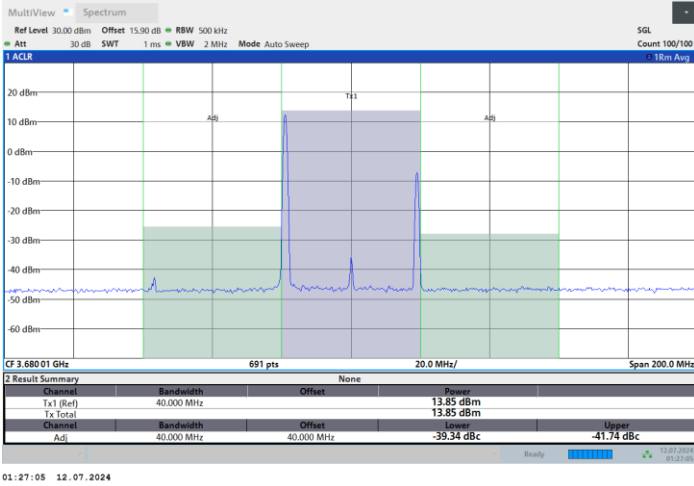 MultiView Spectrum
Ref Level 30.00 dBm Offset 15.90 dB RBW 500 kHz SGL
Att 30 dB SWT 1 ms VBW 2 MHz Mode Auto Sweep Count 100/100
1 ACLR 1Rm Avg
20 dBm
Tx1
10 dBm
Adj Adj
0 dBm
-10 dBm
-20 dBm
-30 dBm
-40 dBm
-50 dBm
-60 dBm
CF 3.680 01 GHz 691 pts 20.0 MHz/ Span 200.0 MHz
2 Result Summary None
Channel Bandwidth Offset Power
Tx1 (Ref) 40.000 MHz 13.85 dBm
Tx Total 13.85 dBm
Channel Bandwidth Offset Lower Upper
Adj 40.000 MHz 40.000 MHz -39.34 dBc -41.74 dBc
Ready 12.07.2024
01:27:05
01:27:05 12.07.2024